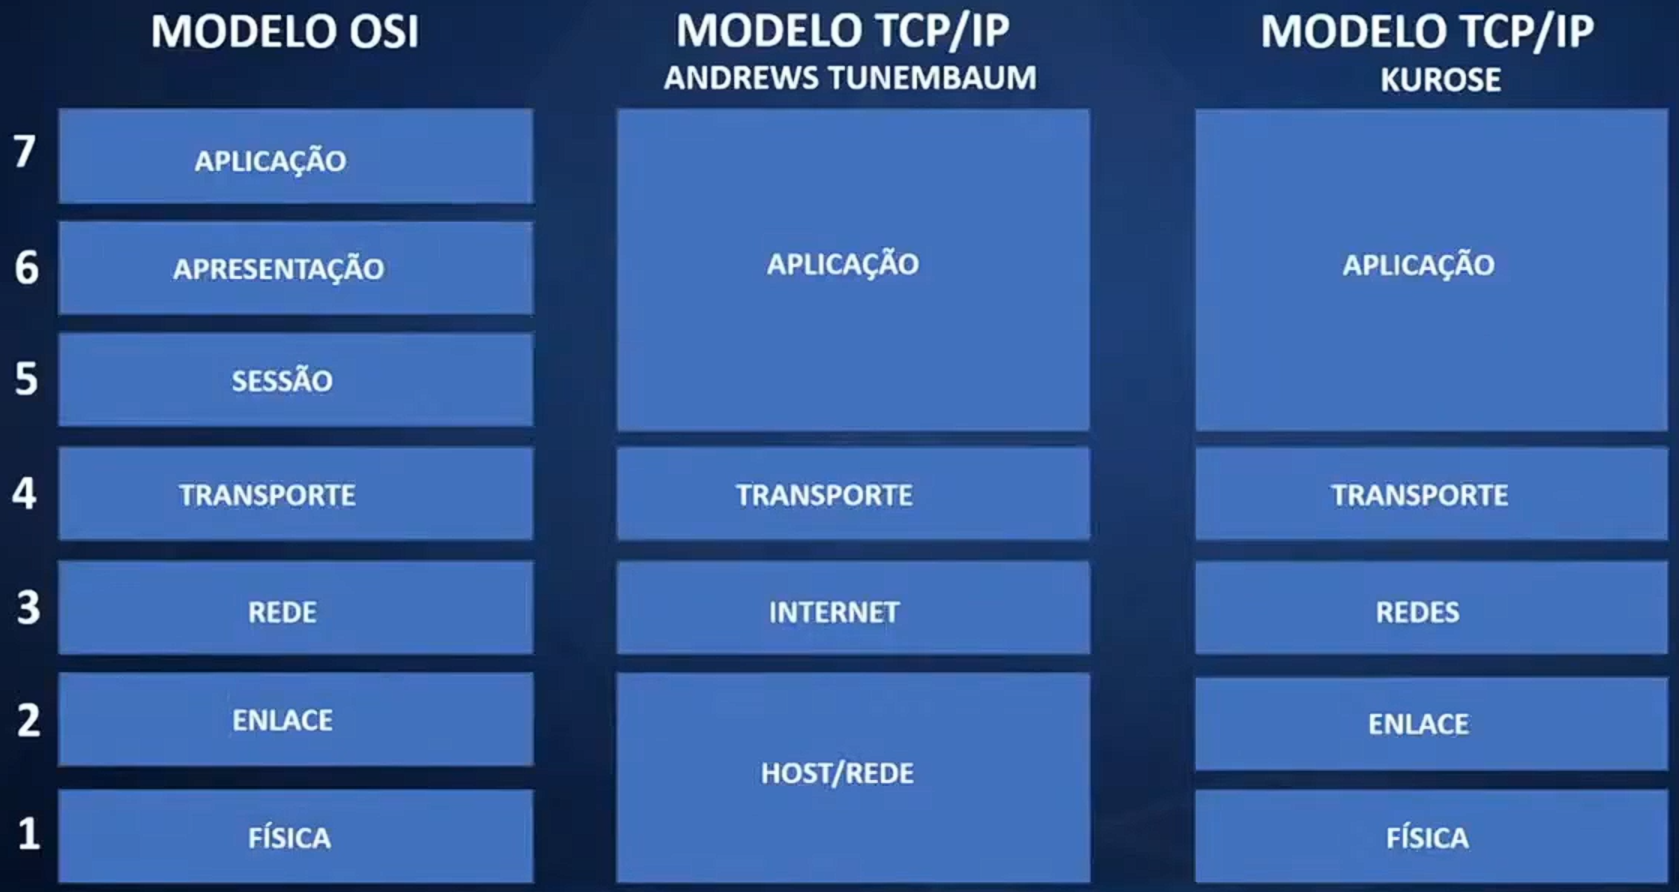 MODELO OSI
MODELO TCP/IP
ANDREWS TUNEMBAUM
MODELO TCP/IP
KUROSE
7
APLICAÇÃO
6
APRESENTAÇÃO
5
SESSÃO
4
TRANSPORTE
3
REDE
2
ENLACE
1
FÍSICA
APLICAÇÃO
TRANSPORTE
INTERNET
HOST/REDE
APLICAÇÃO
TRANSPORTE
REDES
ENLACE
FÍSICA